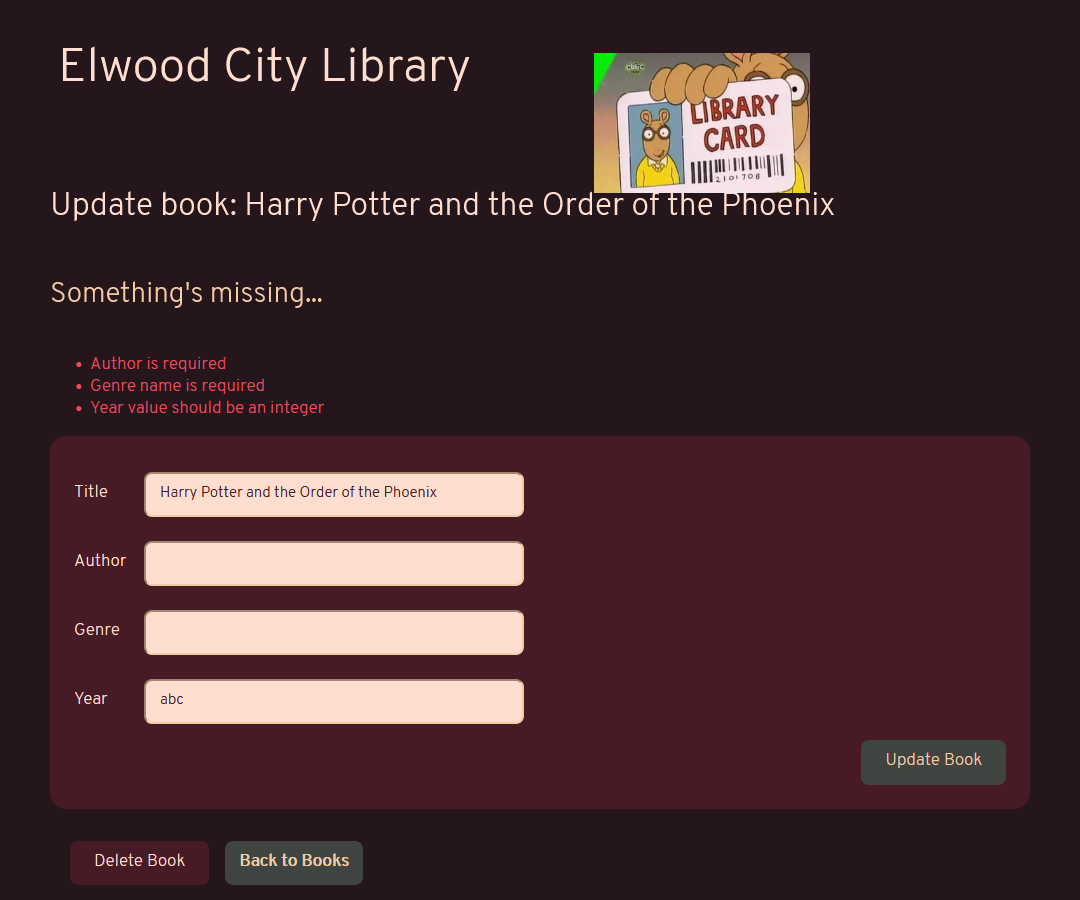 Elwood City Library
LIBRARY
CARD
2101708
Update book: Harry Potter and the Order of the Phoenix
Something's missing...
• Author is required
• Genre name is required
• Year value should be an integer
Title
Harry Potter and the Order of the Phoenix
Author
Genre
Year
abc
Update Book
Delete Book
Back to Books